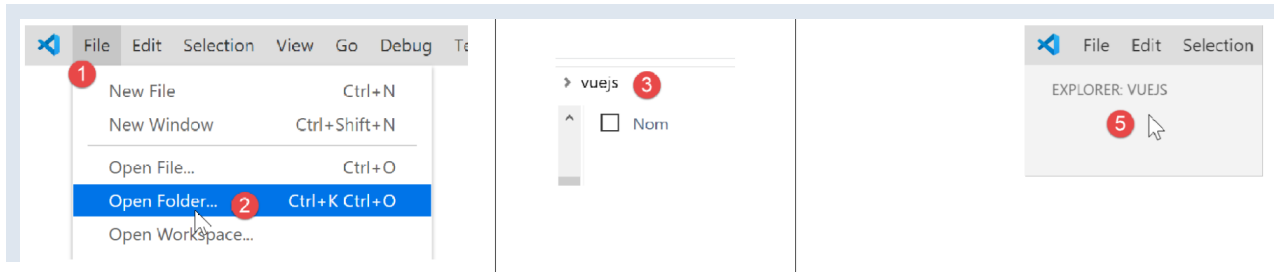 File Edit Selection View Go Debug Te
1
New File Ctrl+N
New Window Ctrl+Shift+N
Open File... Ctrl+O
Open Folder... 2 Ctrl+K Ctrl+O
Open Workspace...
> vuejs 3
Nom
File Edit Selection
EXPLORER: VUEJS
5